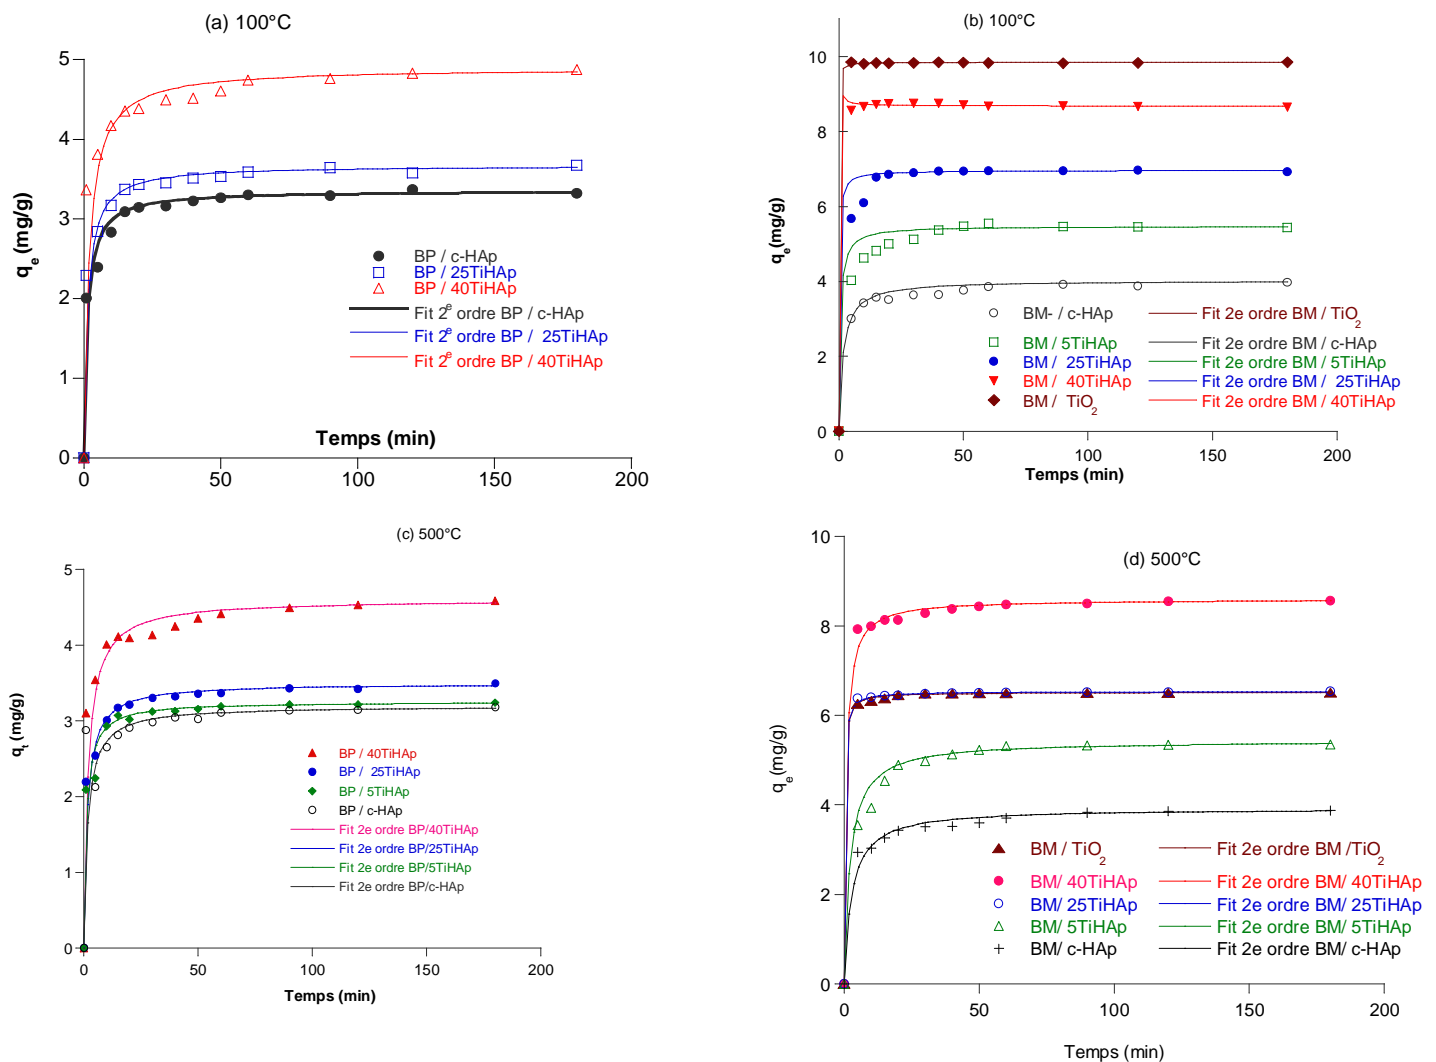 (a) 100°C
5
4
3
2
1
0
q_e (mg/g)
BP / c-HAp
BP / 25TiHAp
BP / 40TiHAp
Fit 2^e ordre BP / c-HAp
Fit 2^e ordre BP / 25TiHAp
Fit 2^e ordre BP / 40TiHAp
Temps (min)
0 50 100 150 200
(b) 100°C
10
8
6
4
2
0
q_e (mg/g)
BM- / c-HAp Fit 2e ordre BM / TiO₂
BM / 5TiHAp Fit 2e ordre BM / c-HAp
BM / 25TiHAp Fit 2e ordre BM / 5TiHAp
BM / 40TiHAp Fit 2e ordre BM / 25TiHAp
BM / TiO₂ Fit 2e ordre BM / 40TiHAp
0 50 100 150 200
Temps (min)
(c) 500°C
5
4
3
2
1
0
q_t (mg/g)
BP / 40TiHAp
BP / 25TiHAp
BP / 5TiHAp
BP / c-HAp
Fit 2e ordre BP/40TiHAp
Fit 2e ordre BP/25TiHAp
Fit 2e ordre BP/5TiHAp
Fit 2e ordre BP/c-HAp
0 50 100 150 200
Temps (min)
(d) 500°C
10
8
6
4
2
0
q_e (mg/g)
BM / TiO₂ Fit 2e ordre BM /TiO₂
BM/ 40TiHAp Fit 2e ordre BM/ 40TiHAp
BM/ 25TiHAp Fit 2e ordre BM/ 25TiHAp
BM/ 5TiHAp Fit 2e ordre BM/ 5TiHAp
BM/ c-HAp Fit 2e ordre BM/ c-HAp
0 50 100 150 200
Temps (min)